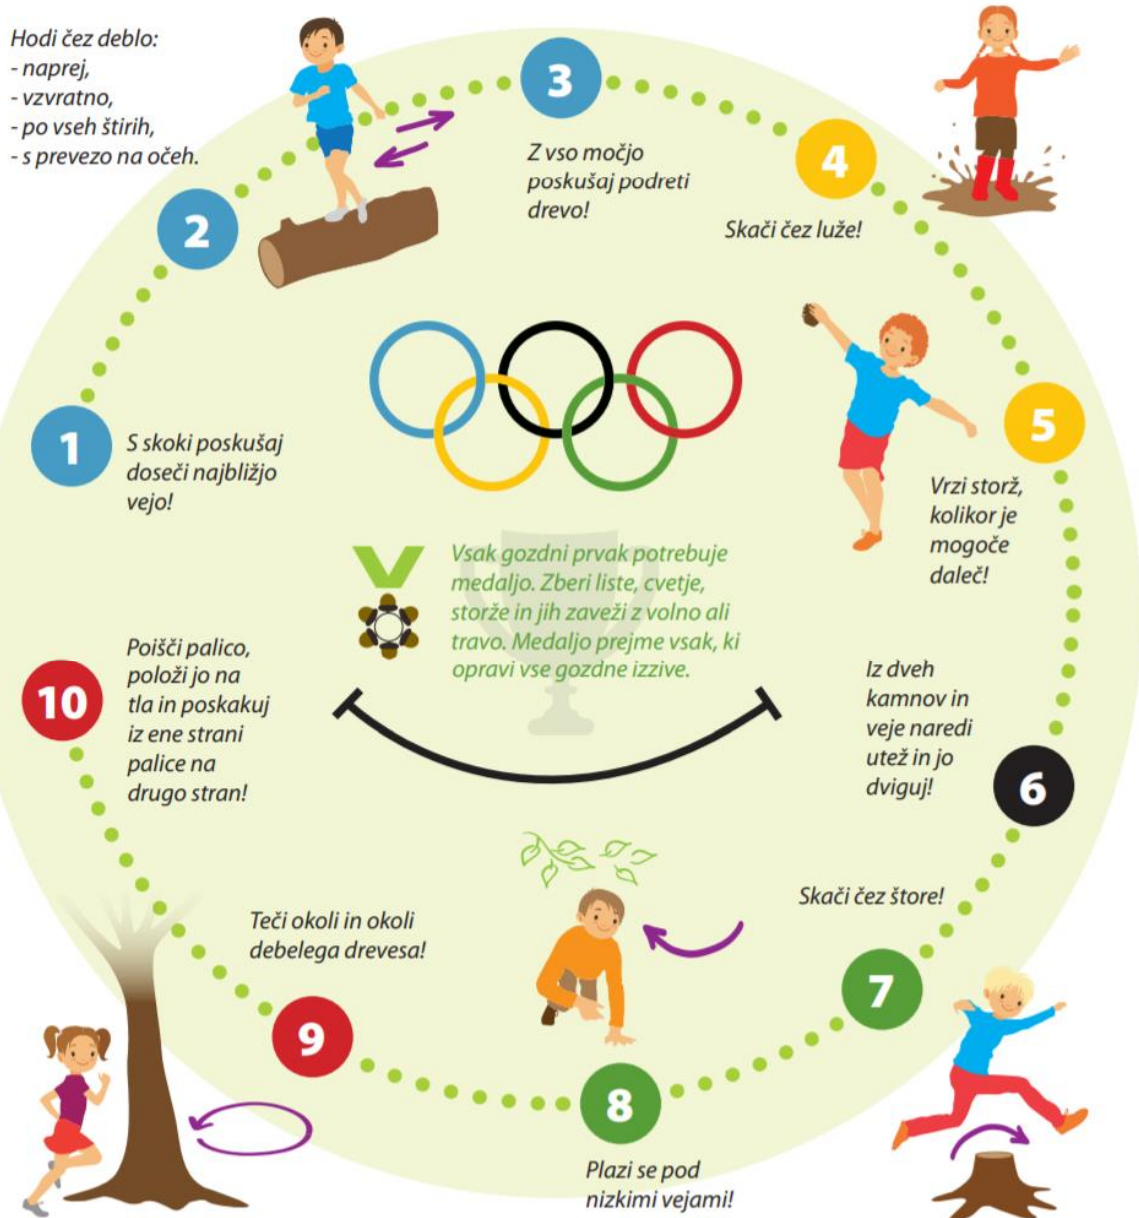 1
S skoki poskušaj
doseči najbližjo
vejo!
2
Hodi čez deblo:
- naprej,
- vzvratno,
- po vseh štirih,
- s prevezo na očeh.
3
Z vso močjo
poskušaj podreti
drevo!
4
Skači čez luže!
5
Vrzi storž,
kolikor je
mogoče
daleč!
6
Iz dveh
kamnov in
veje naredi
utež in jo
dviguj!
7
Skači čez štore!
8
Plazi se pod
nizkimi vejami!
9
Teči okoli in okoli
debelega drevesa!
10
Poišči palico,
položi jo na
tla in poskakuj
iz ene strani
palice na
drugo stran!
Vsak gozdni prvak potrebuje
medaljo. Zberi liste, cvetje,
storže in jih zaveži z volno ali
travo. Medaljo prejme vsak, ki
opravi vse gozdne izzive.